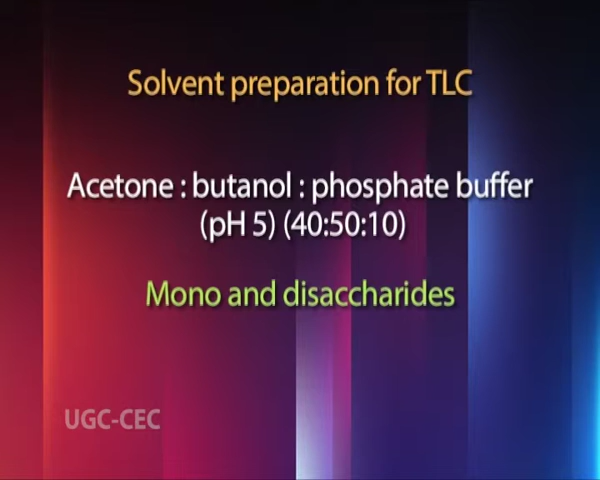 Solvent preparation for TLC
Acetone : butanol : phosphate buffer
(pH 5) (40:50:10)
Mono and disaccharides
UGC-CEC